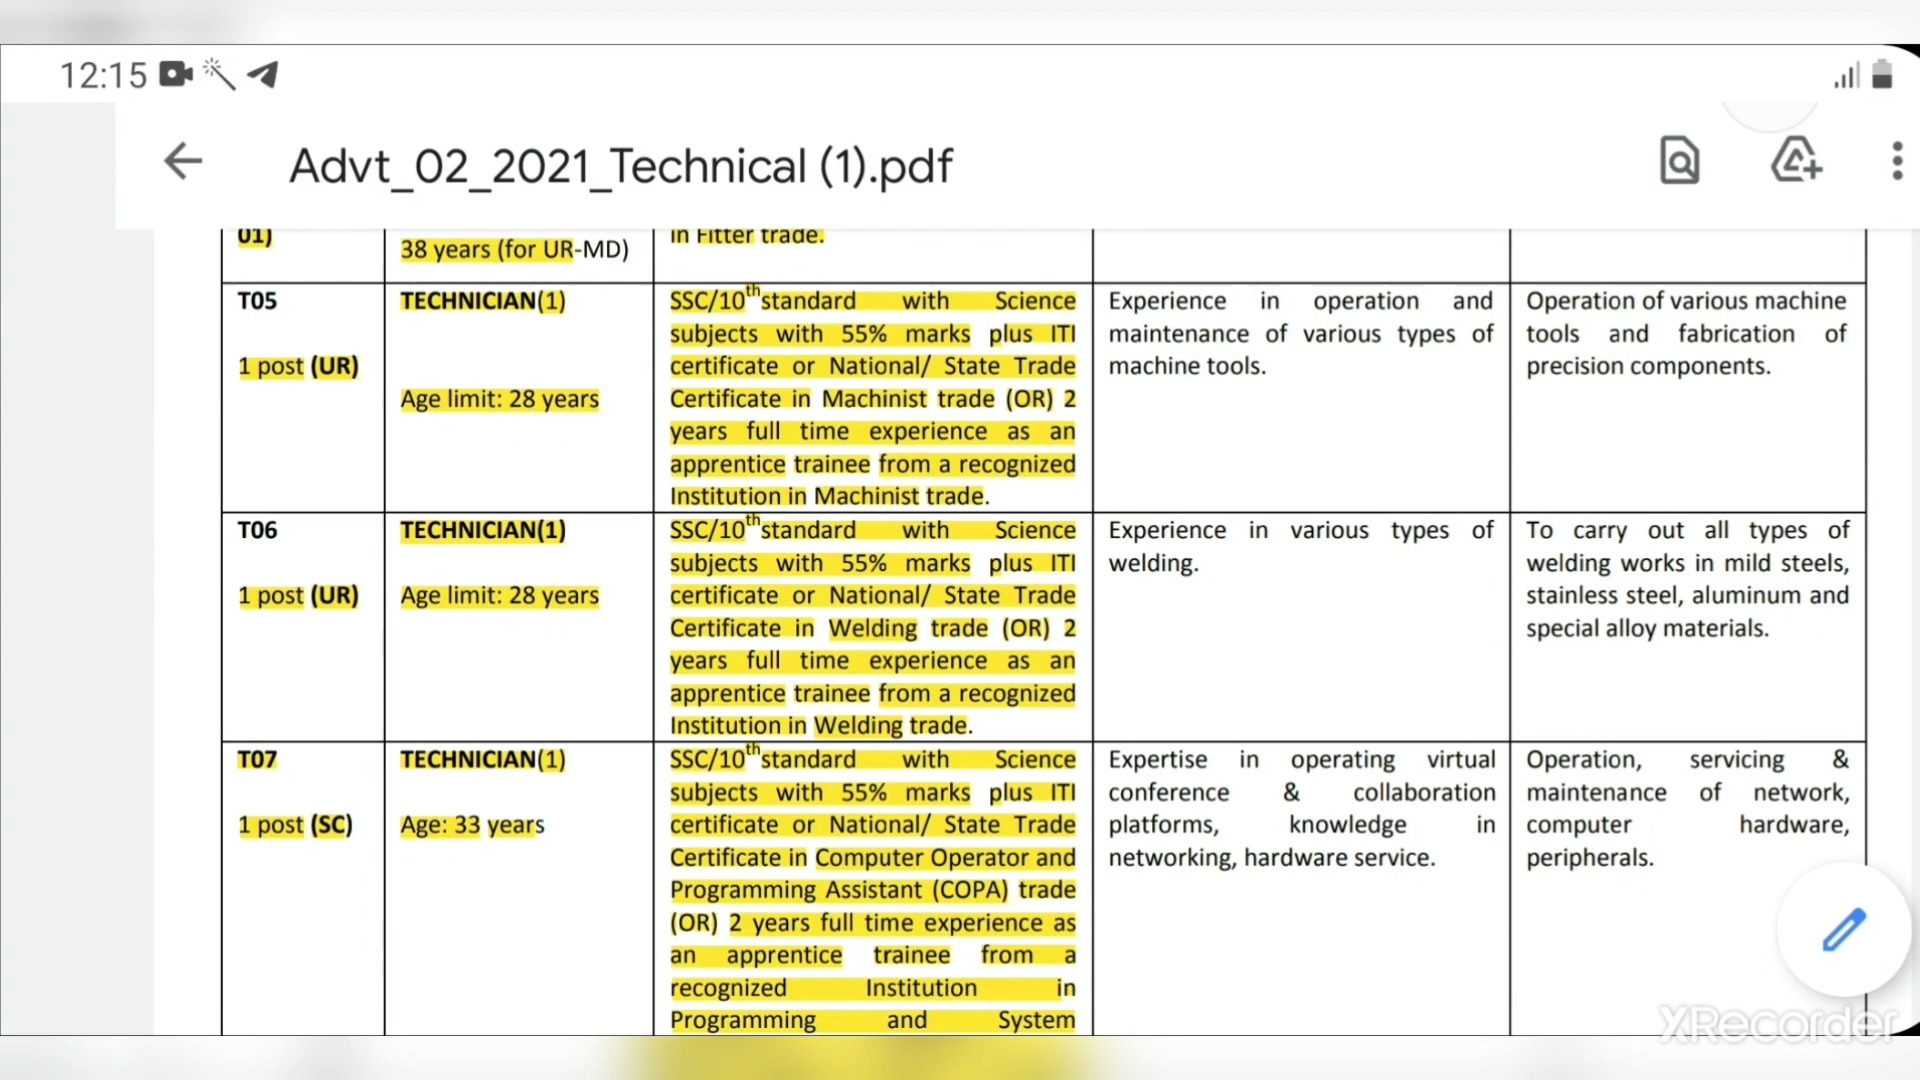 12:15
Advt_02_2021_Technical (1).pdf
01)
38 years (for UR-MD)
in Fitter trade.
T05
1 post (UR)
TECHNICIAN(1)
Age limit: 28 years
SSC/10th standard with Science
subjects with 55% marks plus ITI
certificate or National/ State Trade
Certificate in Machinist trade (OR) 2
years full time experience as an
apprentice trainee from a recognized
Institution in Machinist trade.
Experience in operation and
maintenance of various types of
machine tools.
Operation of various machine
tools and fabrication of
precision components.
T06
1 post (UR)
TECHNICIAN(1)
Age limit: 28 years
SSC/10th standard with Science
subjects with 55% marks plus ITI
certificate or National/ State Trade
Certificate in Welding trade (OR) 2
years full time experience as an
apprentice trainee from a recognized
Institution in Welding trade.
Experience in various types of
welding.
To carry out all types of
welding works in mild steels,
stainless steel, aluminum and
special alloy materials.
T07
1 post (SC)
TECHNICIAN(1)
Age: 33 years
SSC/10th standard with Science
subjects with 55% marks plus ITI
certificate or National/ State Trade
Certificate in Computer Operator and
Programming Assistant (COPA) trade
(OR) 2 years full time experience as
an apprentice trainee from a
recognized Institution in
Programming and System
Expertise in operating virtual
conference & collaboration
platforms, knowledge in
networking, hardware service.
Operation, servicing &
maintenance of network,
computer hardware,
peripherals.
XRecorder